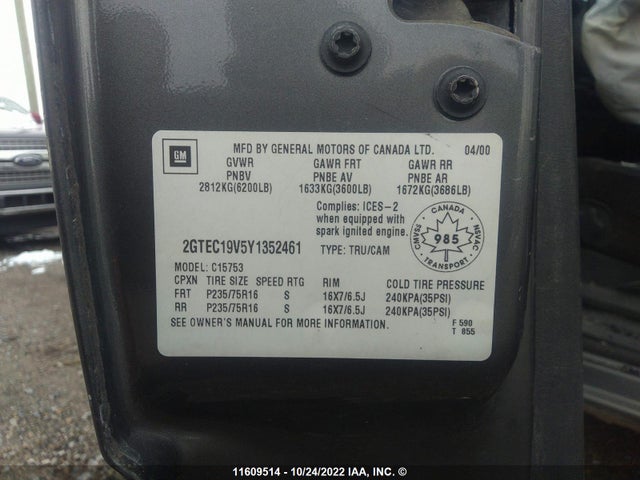 GM
MFD BY GENERAL MOTORS OF CANADA LTD. 04/00
GVWR GAWR FRT GAWR RR
PNBV PNBE AV PNBE AR
2812KG(6200LB) 1633KG(3600LB) 1672KG(3686LB)
Complies: ICES-2
when equipped with
spark ignited engine.
2GTEC19V5Y1352461 TYPE: TRU/CAM
CANADA
CMVSS 985 NSVAC
TRANSPORT
MODEL: C15753
CPXN TIRE SIZE SPEED RTG RIM COLD TIRE PRESSURE
FRT P235/75R16 S 16X7/6.5J 240KPA(35PSI)
RR P235/75R16 S 16X7/6.5J 240KPA(35PSI)
SEE OWNER'S MANUAL FOR MORE INFORMATION.
F 590
T 855
11609514 - 10/24/2022 IAA, INC. ©